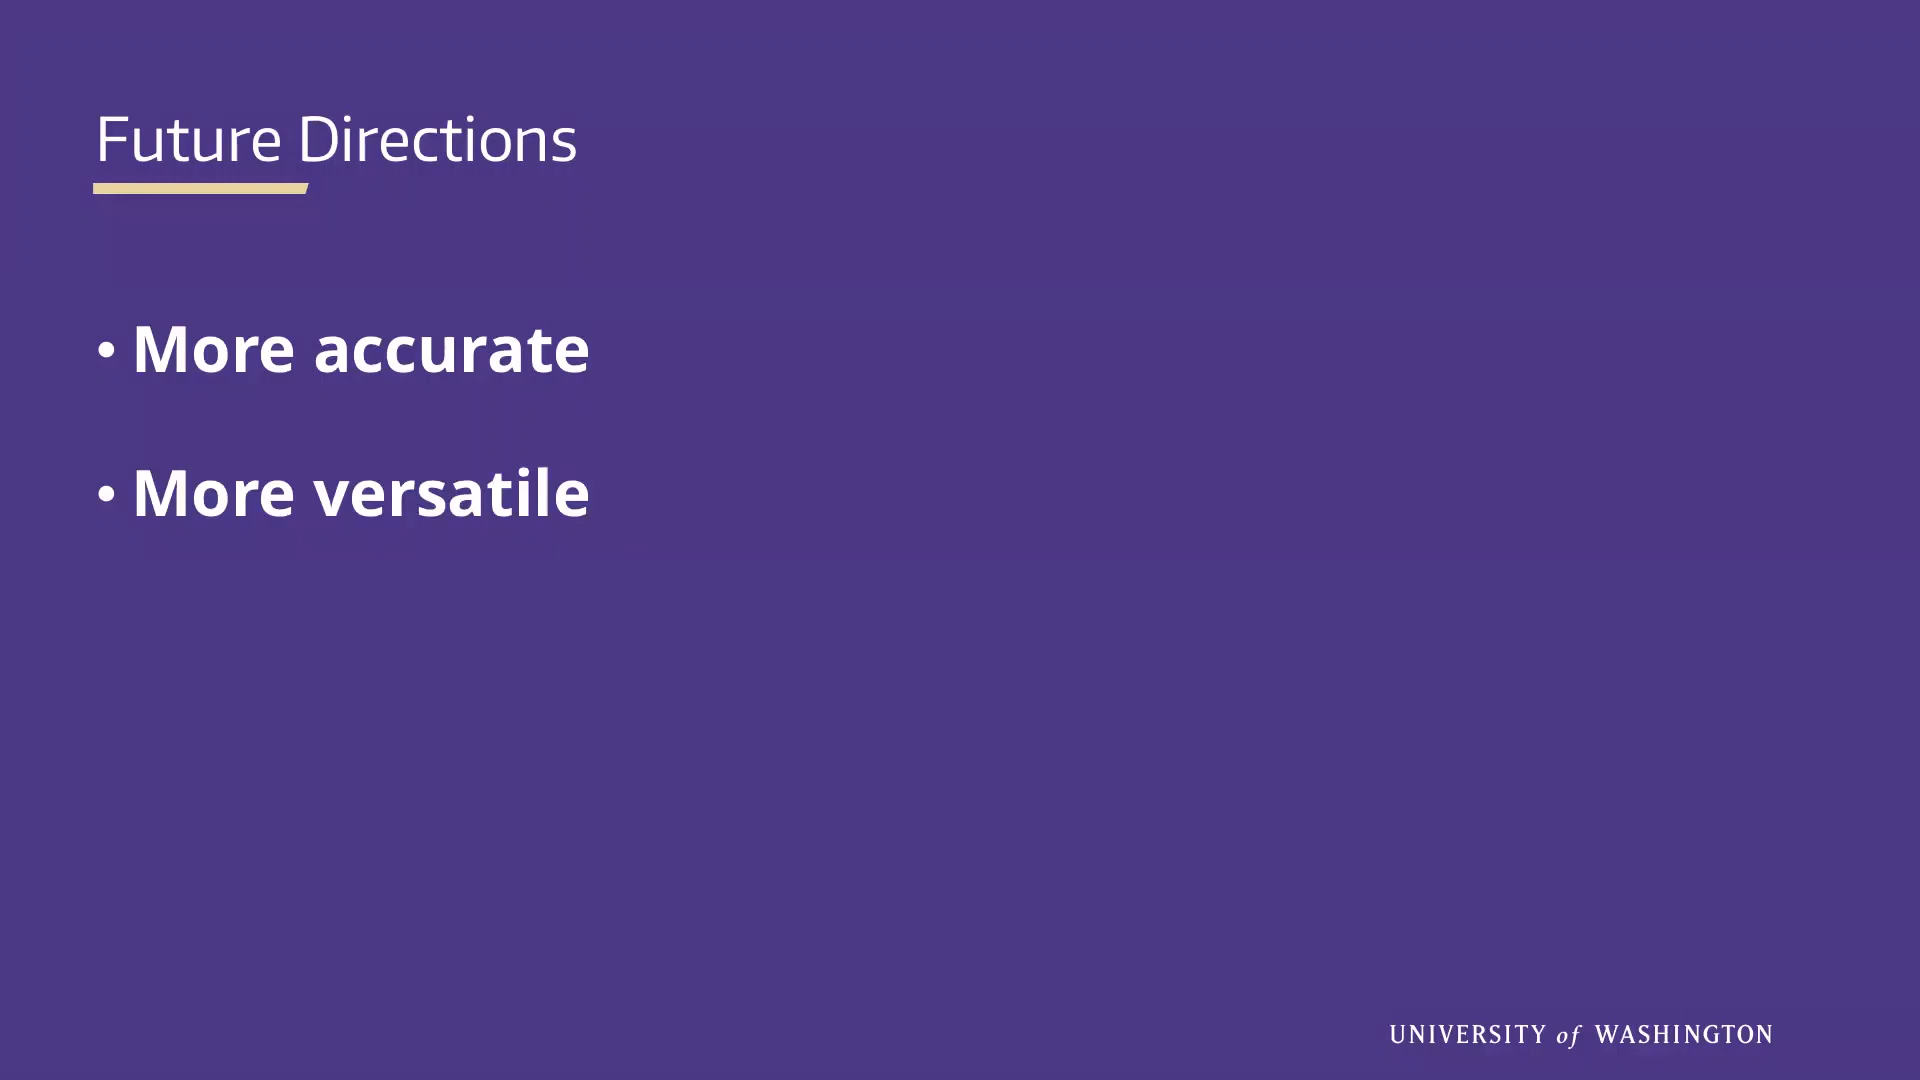 Future Directions
• More accurate
• More versatile
UNIVERSITY of WASHINGTON